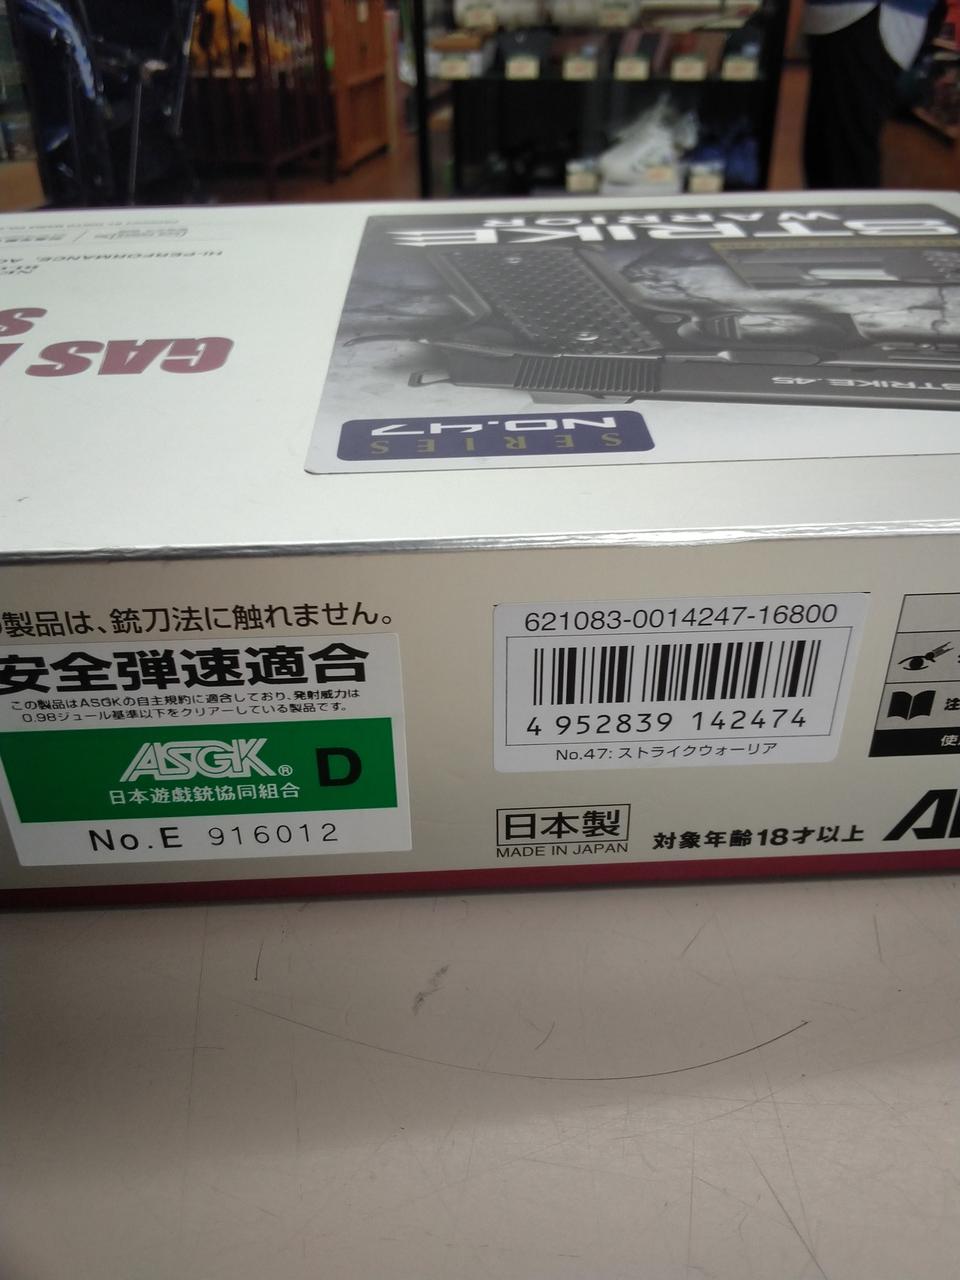 STRIKE
WARRIOR
HI-PERFORMANCE,
GAS
STRIKE.45
SERIES
NO.47
製品は、銃刀法に触れません。
安全弾速適合
この製品はASGKの自主規約に適合しており、発射威力は
0.98ジュール基準以下をクリアーしている製品です。
ASGK® D
日本遊戯銃協同組合
No.E 916012
621083-0014247-16800
4 952839 142474
No.47: ストライクウォーリア
日本製
MADE IN JAPAN
対象年齢18才以上
注
使